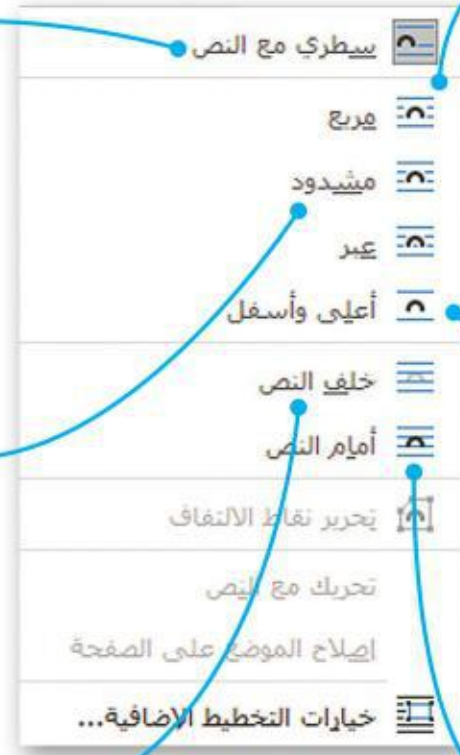 سطري مع النص
مربع
مشدود
عبر
أعلى وأسفل
خلف النص
أمام النص
تحرير نقاط الالتفاف
تحريك مع النص
إصلاح الموضع على الصفحة
خيارات التخطيط الإضافية...